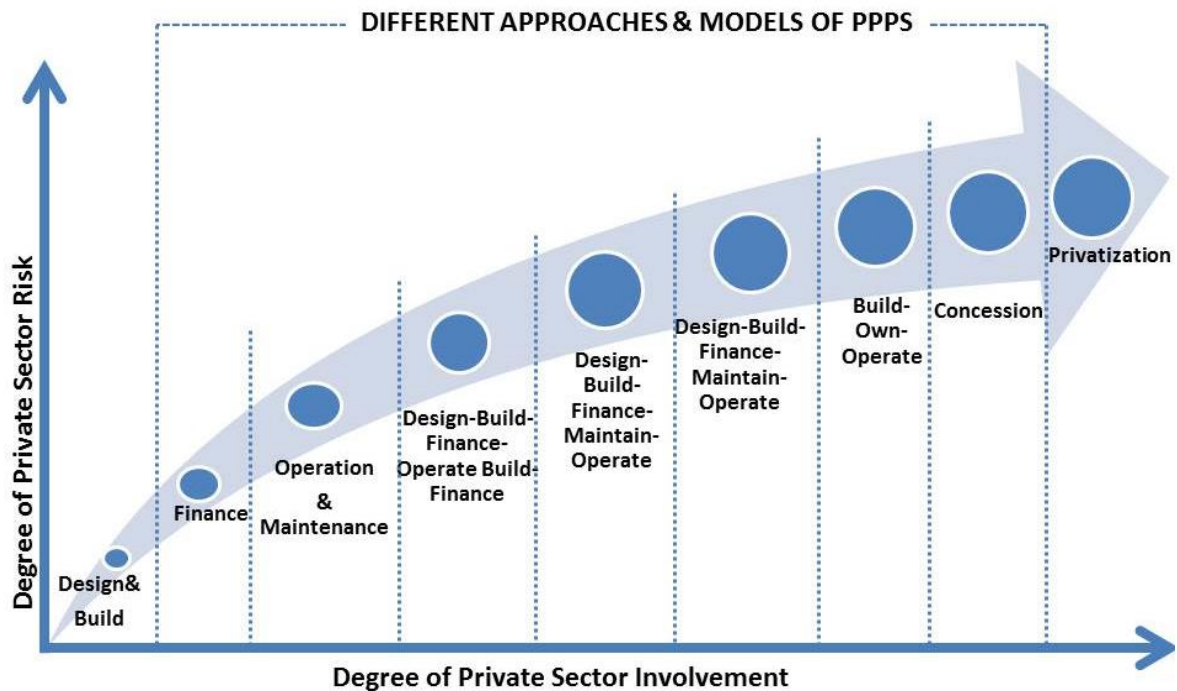 DIFFERENT APPROACHES & MODELS OF PPPS
Degree of Private Sector Risk
Design&
Build
Finance
Operation
&
Maintenance
Design-Build-
Finance-
Operate Build-
Finance
Design-
Build-
Finance-
Maintain-
Operate
Design-Build-
Finance-
Maintain-
Operate
Build-
Own-
Operate
Concession
Privatization
Degree of Private Sector Involvement